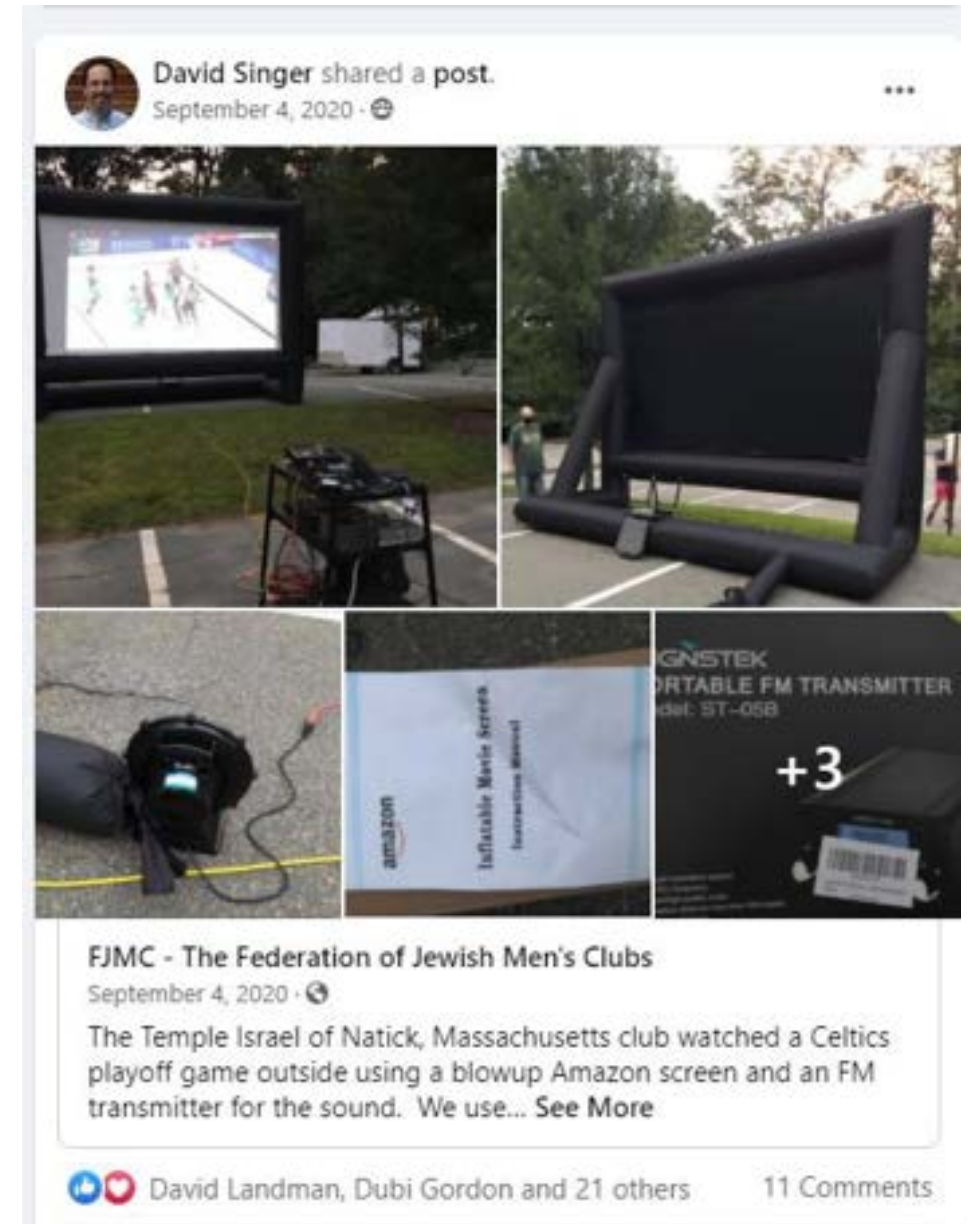 David Singer shared a post.
September 4, 2020 ·
amazon
Inflatable Movie Screen
Instruction Manual
GNSTEK
ORTABLE FM TRANSMITTER
del: ST-05B
+3
FJMC - The Federation of Jewish Men's Clubs
September 4, 2020 ·
The Temple Israel of Natick, Massachusetts club watched a Celtics
playoff game outside using a blowup Amazon screen and an FM
transmitter for the sound. We use... See More
David Landman, Dubi Gordon and 21 others 11 Comments